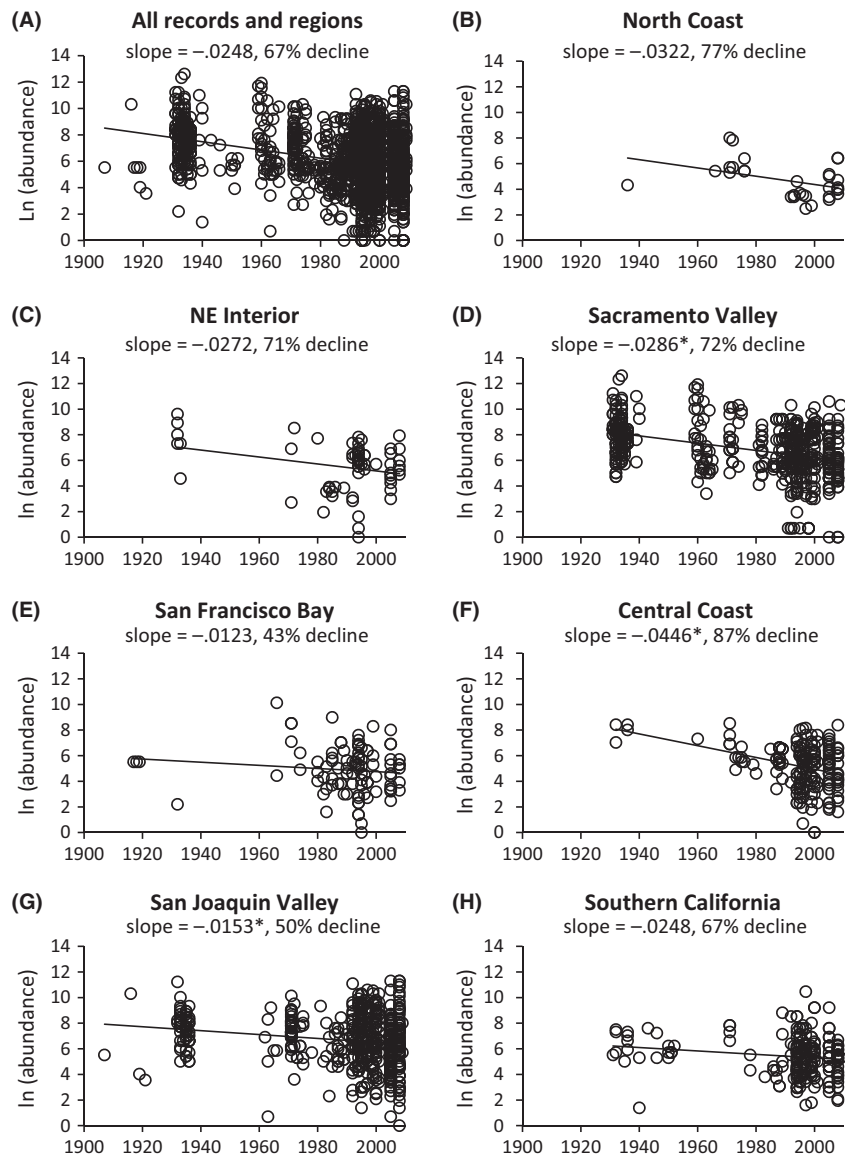 (A) All records and regions
slope = –.0248, 67% decline
Ln (abundance)
14
12
10
8
6
4
2
0
1900 1920 1940 1960 1980 2000
(B) North Coast
slope = –.0322, 77% decline
ln (abundance)
14
12
10
8
6
4
2
0
1900 1920 1940 1960 1980 2000
(C) NE Interior
slope = –.0272, 71% decline
ln (abundance)
14
12
10
8
6
4
2
0
1900 1920 1940 1960 1980 2000
(D) Sacramento Valley
slope = –.0286*, 72% decline
ln (abundance)
14
12
10
8
6
4
2
0
1900 1920 1940 1960 1980 2000
(E) San Francisco Bay
slope = –.0123, 43% decline
ln (abundance)
14
12
10
8
6
4
2
0
1900 1920 1940 1960 1980 2000
(F) Central Coast
slope = –.0446*, 87% decline
ln (abundance)
14
12
10
8
6
4
2
0
1900 1920 1940 1960 1980 2000
(G) San Joaquin Valley
slope = –.0153*, 50% decline
ln (abundance)
14
12
10
8
6
4
2
0
1900 1920 1940 1960 1980 2000
(H) Southern California
slope = –.0248, 67% decline
ln (abundance)
14
12
10
8
6
4
2
0
1900 1920 1940 1960 1980 2000